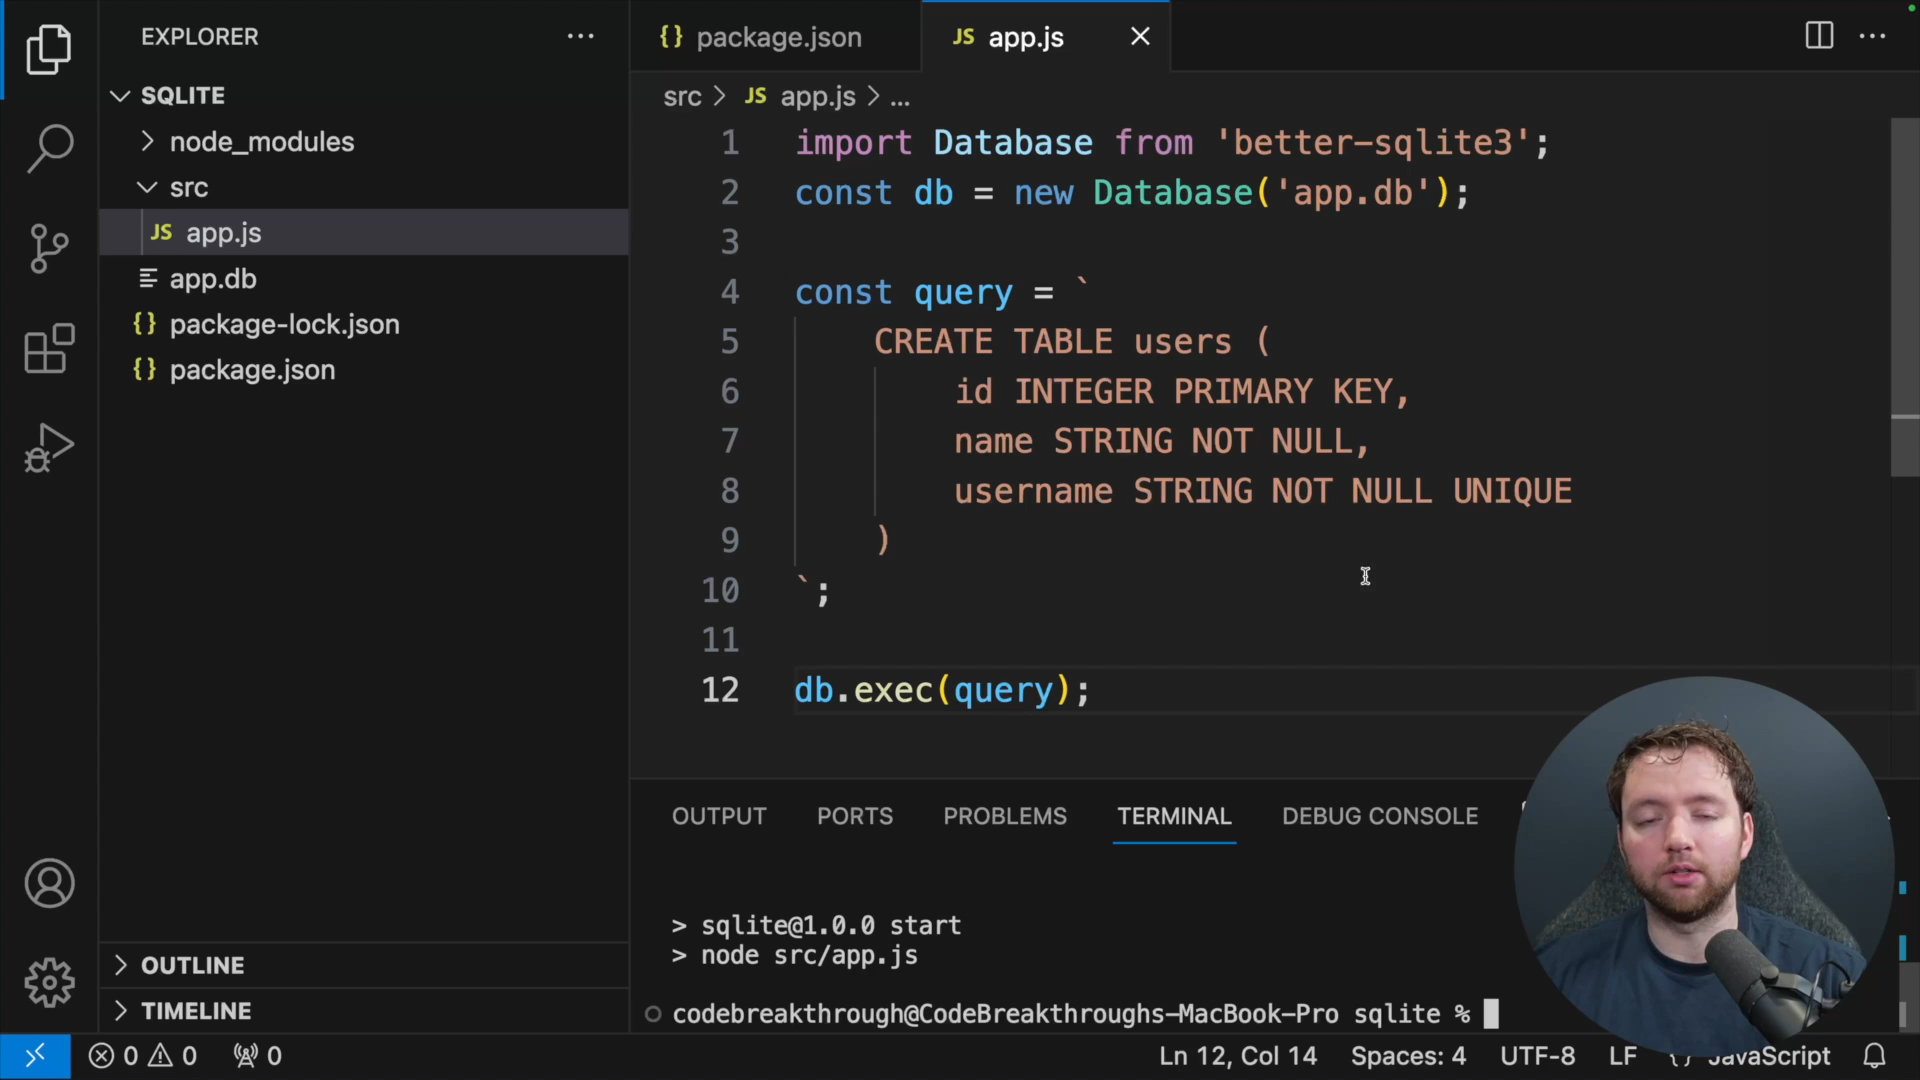 EXPLORER
SQLITE
node_modules
src
JS app.js
app.db
{} package-lock.json
{} package.json
OUTLINE
TIMELINE
{} package.json
JS app.js
src > JS app.js > ...
1 import Database from 'better-sqlite3';
2 const db = new Database('app.db');
3
4 const query = `
5 CREATE TABLE users (
6 id INTEGER PRIMARY KEY,
7 name STRING NOT NULL,
8 username STRING NOT NULL UNIQUE
9 )
10 `;
11
12 db.exec(query);
OUTPUT PORTS PROBLEMS TERMINAL DEBUG CONSOLE
> sqlite@1.0.0 start
> node src/app.js
codebreakthrough@CodeBreakthroughs-MacBook-Pro sqlite %
0 0 0 Ln 12, Col 14 Spaces: 4 UTF-8 LF {} JavaScript